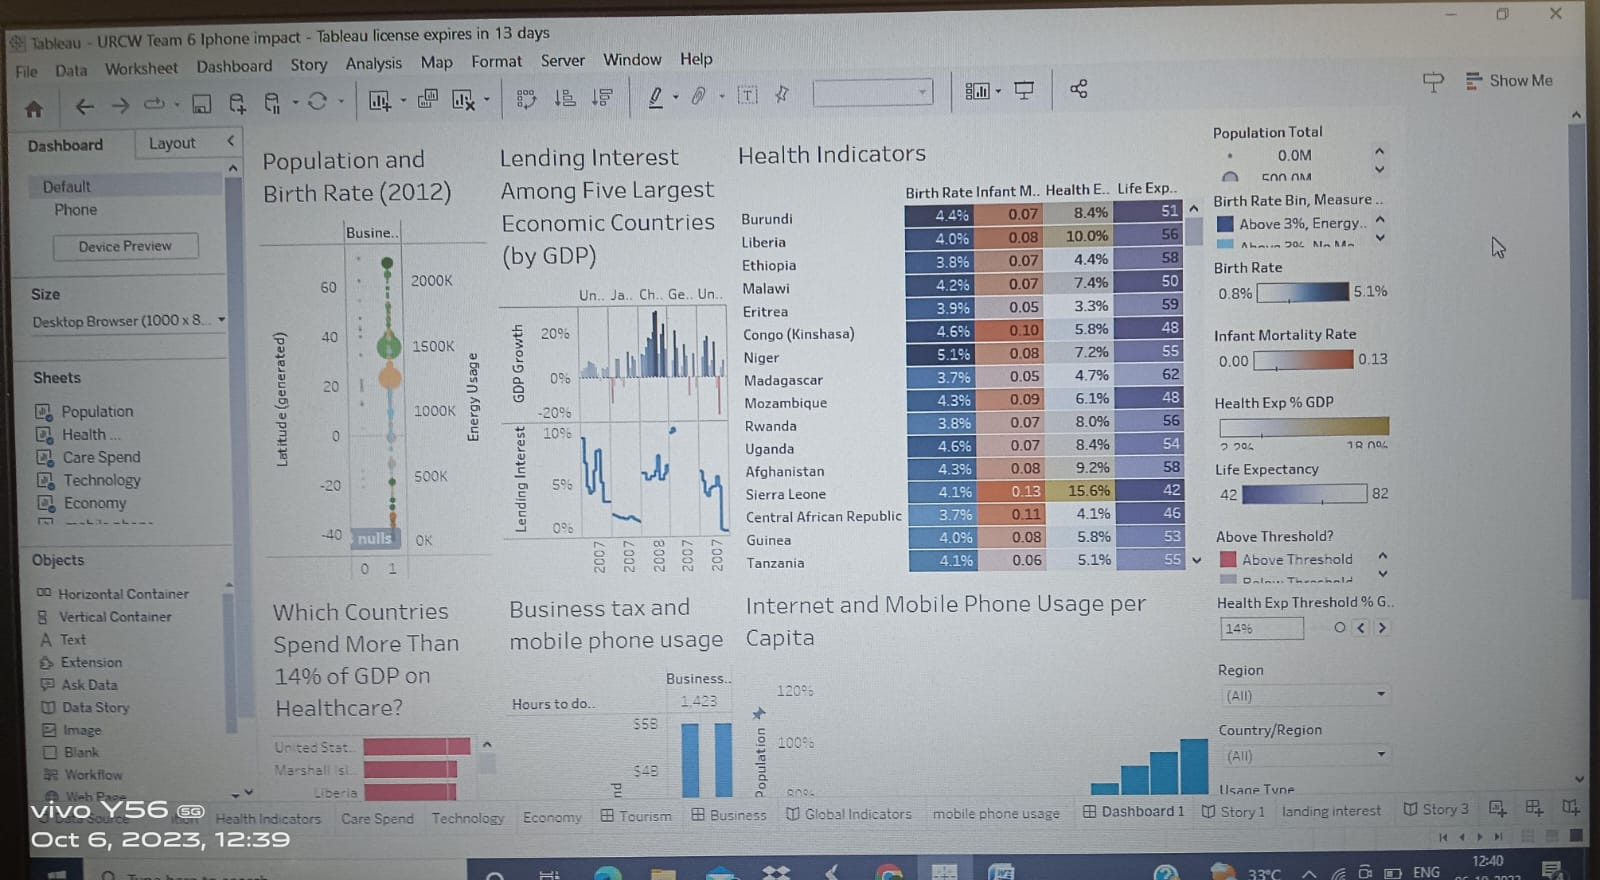 Tableau - URCW Team 6 Iphone impact - Tableau license expires in 13 days
File Data Worksheet Dashboard Story Analysis Map Format Server Window Help
Show Me
Dashboard Layout
Default
Phone
Device Preview
Size
Desktop Browser (1000 x 8...
Sheets
Population
Health ...
Care Spend
Technology
Economy
Objects
Horizontal Container
Vertical Container
Text
Extension
Ask Data
Data Story
Image
Blank
Workflow
Web Page
Population and
Birth Rate (2012)
Busine..
Latitude (generated)
60
40
20
0
-20
-40
2000K
1500K
1000K
500K
0K
Energy Usage
nulls
0 1
Lending Interest
Among Five Largest
Economic Countries
(by GDP)
Un.. Ja.. Ch.. Ge.. Un..
GDP Growth
20%
0%
-20%
Lending Interest
10%
5%
0%
2007 2007 2008 2007 2007
Health Indicators
Birth Rate Infant M.. Health E.. Life Exp..
Burundi 4.4% 0.07 8.4% 51
Liberia 4.0% 0.08 10.0% 56
Ethiopia 3.8% 0.07 4.4% 58
Malawi 4.2% 0.07 7.4% 50
Eritrea 3.9% 0.05 3.3% 59
Congo (Kinshasa) 4.6% 0.10 5.8% 48
Niger 5.1% 0.08 7.2% 55
Madagascar 3.7% 0.05 4.7% 62
Mozambique 4.3% 0.09 6.1% 48
Rwanda 3.8% 0.07 8.0% 56
Uganda 4.6% 0.07 8.4% 54
Afghanistan 4.3% 0.08 9.2% 58
Sierra Leone 4.1% 0.13 15.6% 42
Central African Republic 3.7% 0.11 4.1% 46
Guinea 4.0% 0.08 5.8% 53
Tanzania 4.1% 0.06 5.1% 55
Population Total
0.0M
500.0M
Birth Rate Bin, Measure ..
Above 3%, Energy..
Birth Rate
0.8% 5.1%
Infant Mortality Rate
0.00 0.13
Health Exp % GDP
18.0%
Life Expectancy
42 82
Above Threshold?
Above Threshold
Below Threshold
Health Exp Threshold % G..
14%
Region
(All)
Country/Region
(All)
Usage Type
Which Countries
Spend More Than
14% of GDP on
Healthcare?
United Stat..
Marshall Isl..
Liberia
Business tax and
mobile phone usage
Business..
Hours to do.. 1,423
$5B
$4B
Internet and Mobile Phone Usage per
Capita
120%
100%
Population
Health Indicators Care Spend Technology Economy Tourism Business Global Indicators mobile phone usage Dashboard 1 Story 1 landing interest Story 3
vivo Y56 5G
Oct 6, 2023, 12:39
33°C ENG 12:40